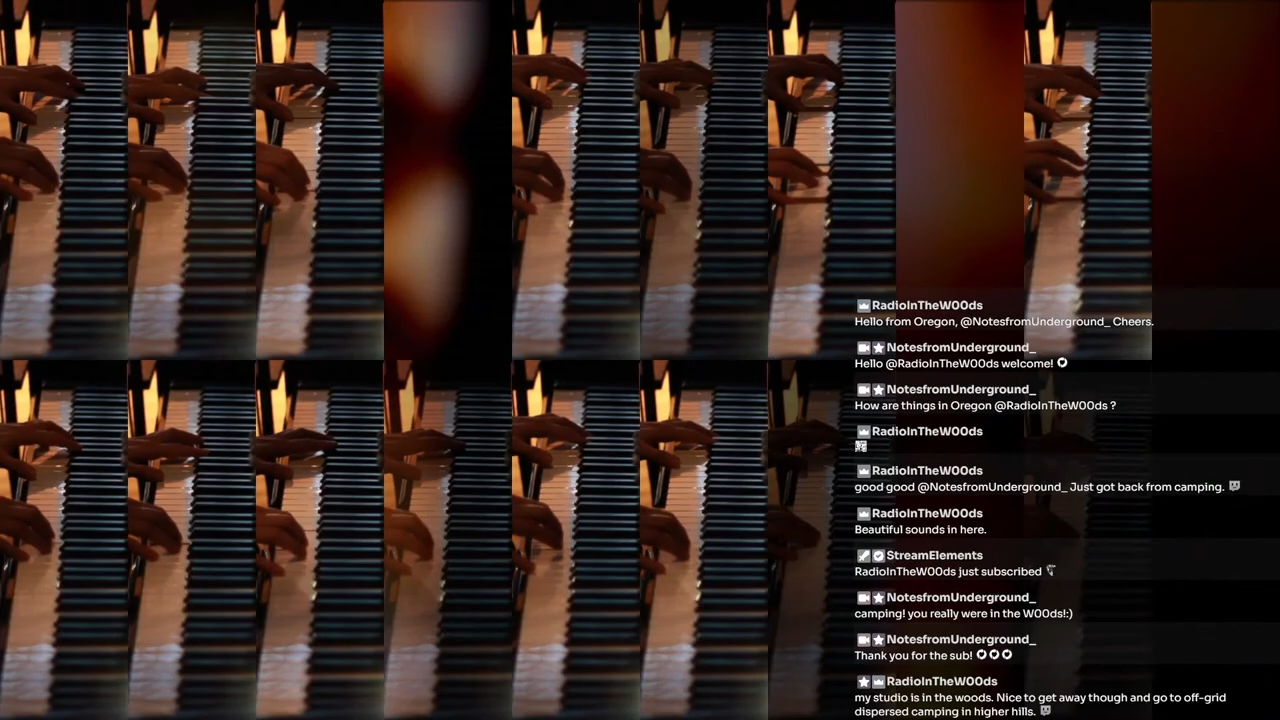 RadioInTheW00ds
Hello from Oregon, @NotesfromUnderground_ Cheers.
NotesfromUnderground_
Hello @RadioInTheW00ds welcome!
NotesfromUnderground_
How are things in Oregon @RadioInTheW00ds ?
RadioInTheW00ds
RadioInTheW00ds
good good @NotesfromUnderground_ Just got back from camping.
RadioInTheW00ds
Beautiful sounds in here.
StreamElements
RadioInTheW00ds just subscribed
NotesfromUnderground_
camping! you really were in the W00ds!:)
NotesfromUnderground_
Thank you for the sub!
RadioInTheW00ds
my studio is in the woods. Nice to get away though and go to off-grid
dispersed camping in higher hills.